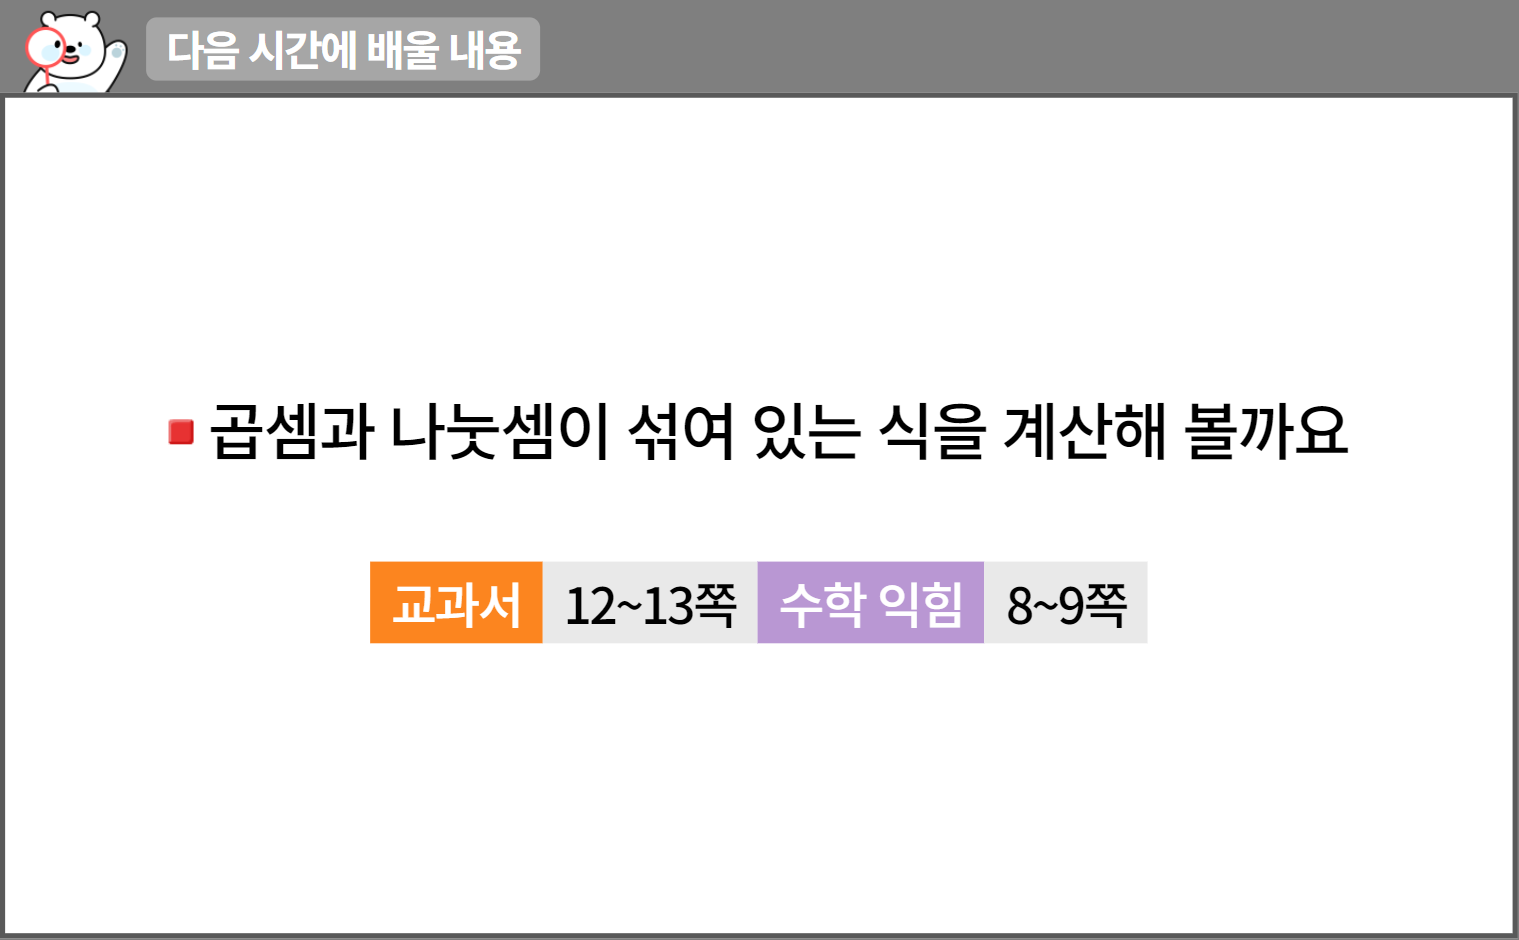 다음 시간에 배울 내용
곱셈과 나눗셈이 섞여 있는 식을 계산해 볼까요
교과서 12~13쪽 수학 익힘 8~9쪽